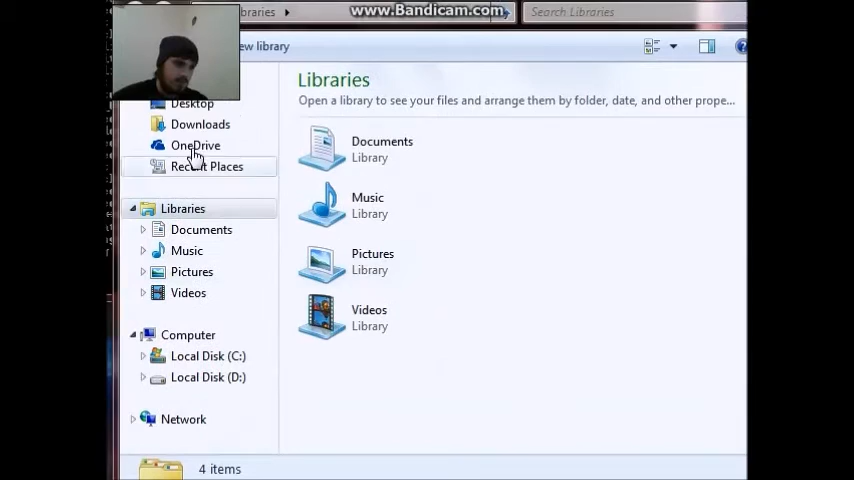 braries
www.Bandicam.com
Search Libraries
ew library
Libraries
Open a library to see your files and arrange them by folder, date, and other prope...
Desktop
Downloads
OneDrive
Recent Places
Libraries
Documents
Music
Pictures
Videos
Computer
Local Disk (C:)
Local Disk (D:)
Network
Documents
Library
Music
Library
Pictures
Library
Videos
Library
4 items